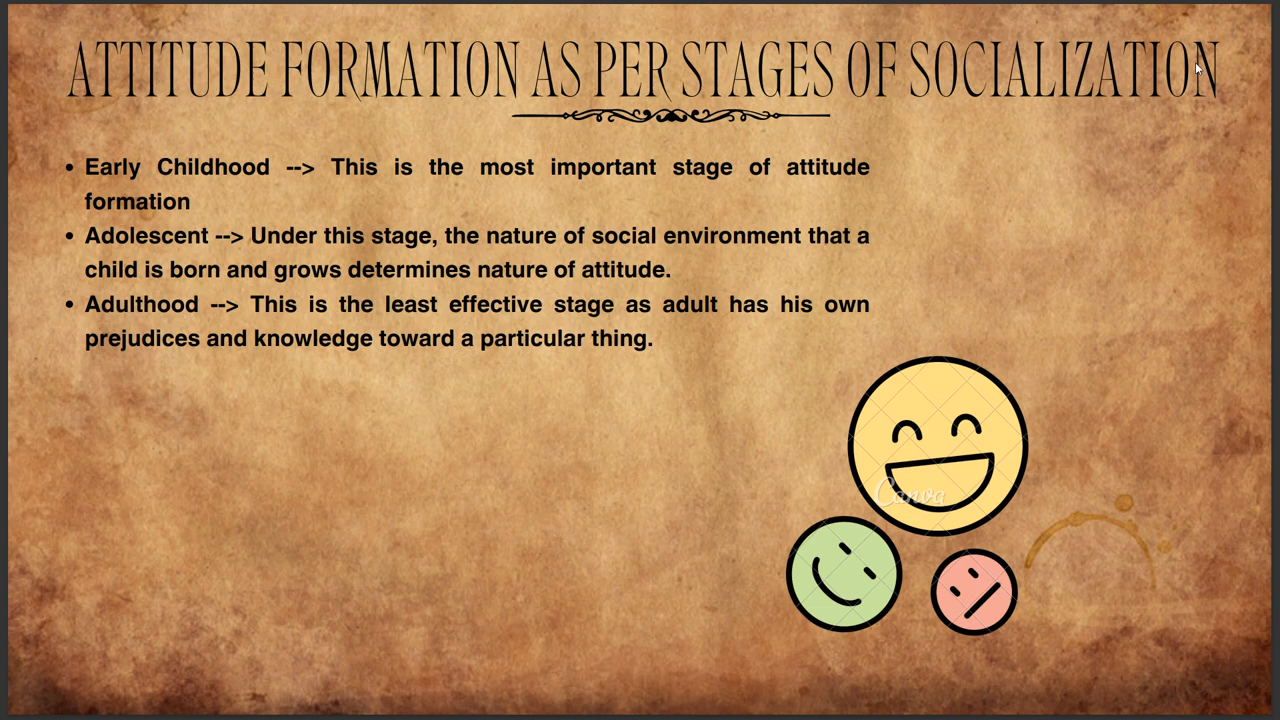 ATTITUDE FORMATION AS PER STAGES OF SOCIALIZATION
• Early Childhood --> This is the most important stage of attitude
formation
• Adolescent --> Under this stage, the nature of social environment that a
child is born and grows determines nature of attitude.
• Adulthood --> This is the least effective stage as adult has his own
prejudices and knowledge toward a particular thing.
Canva